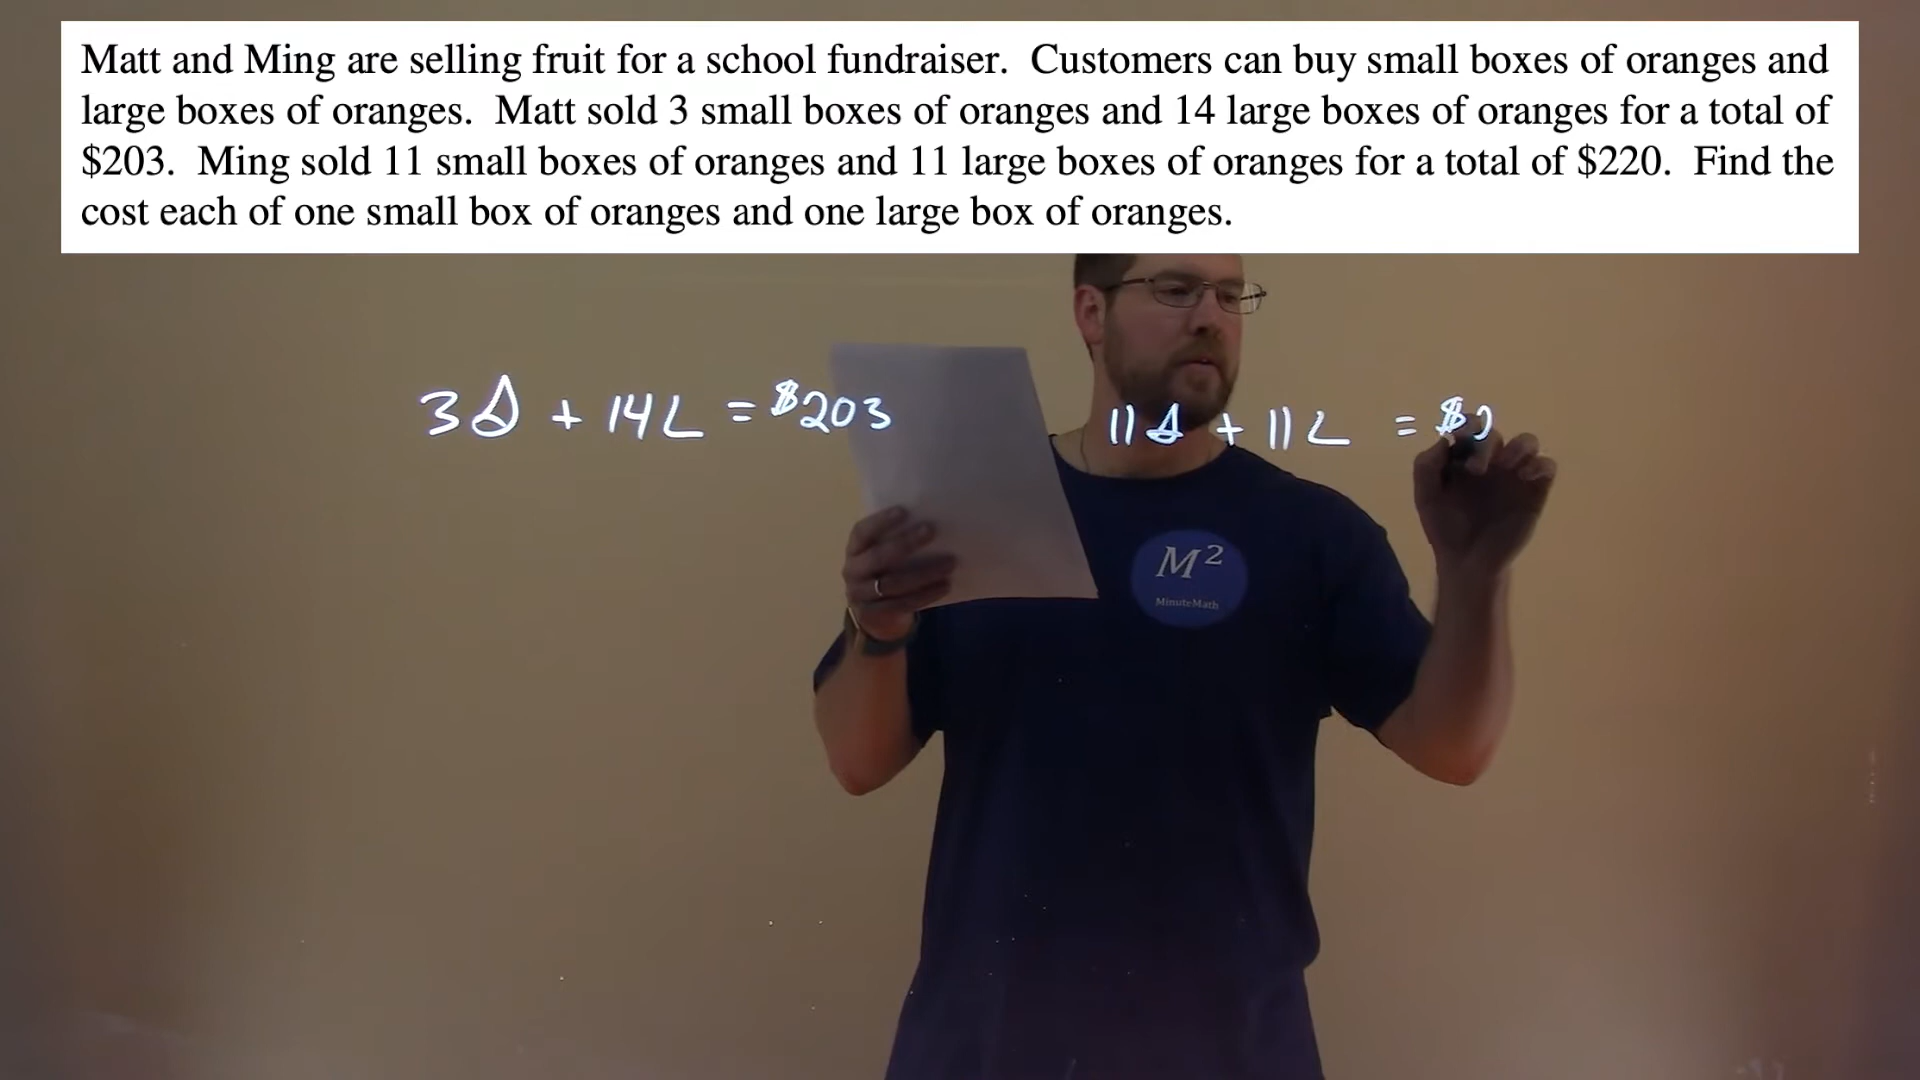 Matt and Ming are selling fruit for a school fundraiser. Customers can buy small boxes of oranges and
large boxes of oranges. Matt sold 3 small boxes of oranges and 14 large boxes of oranges for a total of
$203. Ming sold 11 small boxes of oranges and 11 large boxes of oranges for a total of $220. Find the
cost each of one small box of oranges and one large box of oranges.
3s + 14L = $203
11s + 11L = $2
M²
MinuteMath